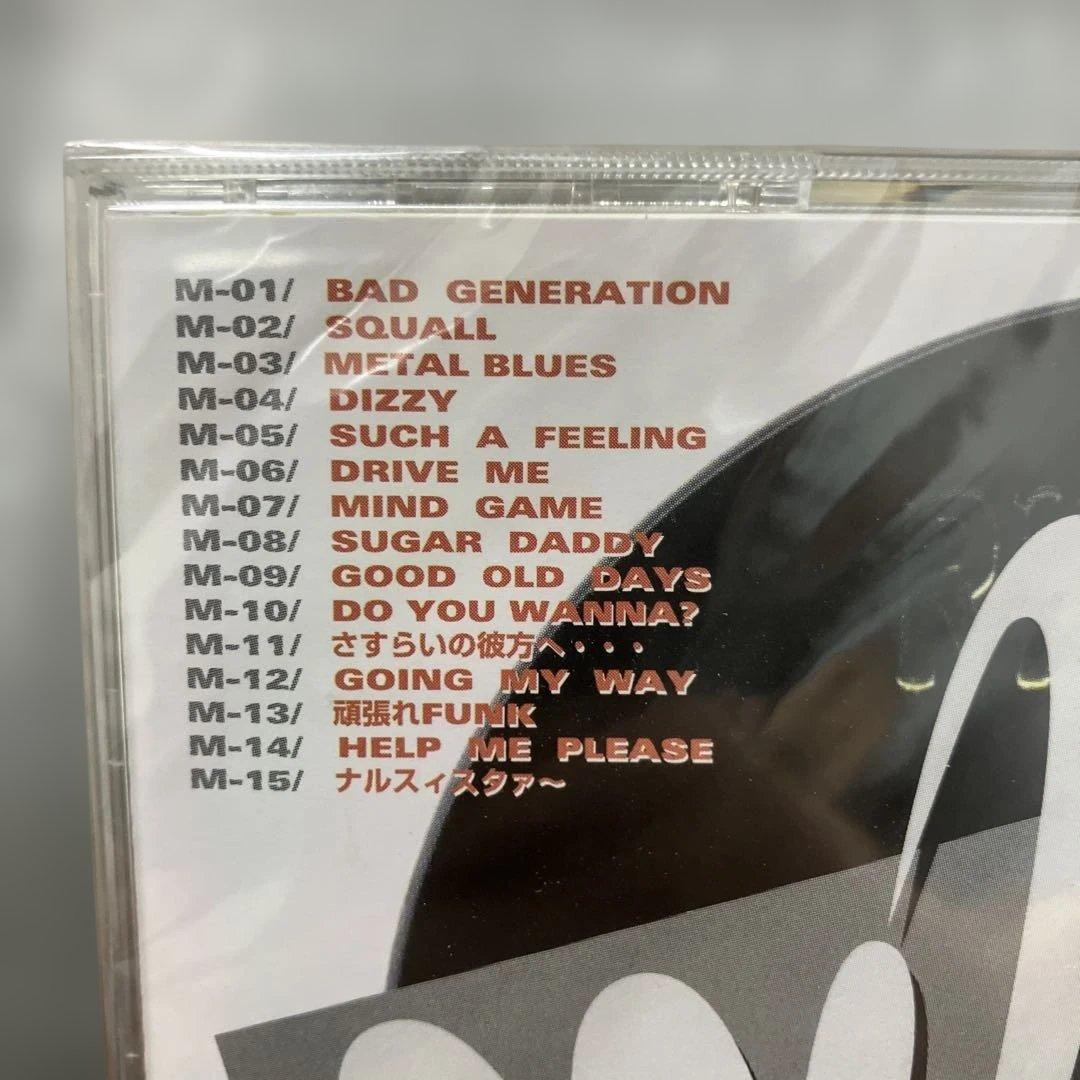 M-01/ BAD GENERATION
M-02/ SQUALL
M-03/ METAL BLUES
M-04/ DIZZY
M-05/ SUCH A FEELING
M-06/ DRIVE ME
M-07/ MIND GAME
M-08/ SUGAR DADDY
M-09/ GOOD OLD DAYS
M-10/ DO YOU WANNA?
M-11/ さすらいの彼方へ・・・
M-12/ GOING MY WAY
M-13/ 頑張れFUNK
M-14/ HELP ME PLEASE
M-15/ ナルスィスタァ〜